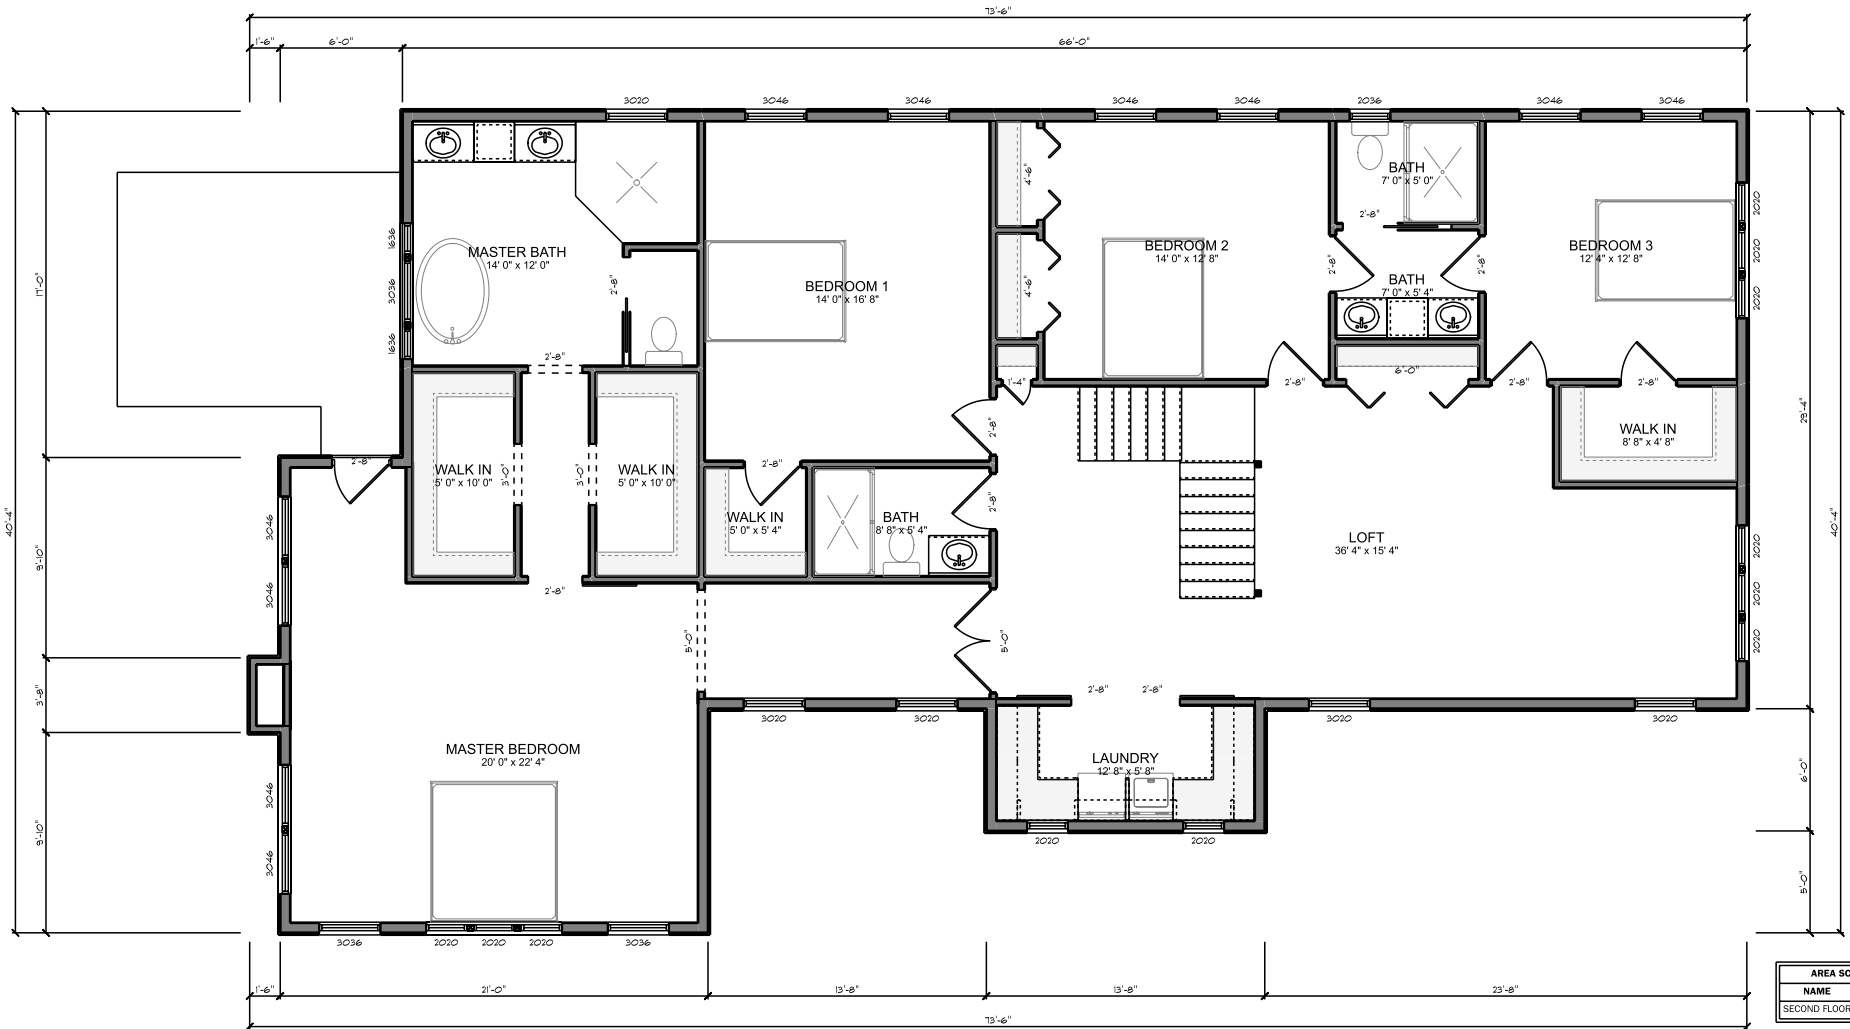 73'-6"
1'-6"
6'-0"
66'-0"
3020
3046
3046
3046
3046
2036
3046
3046
4'-6"
BATH
7' 0" x 5' 0"
2'-8"
2020
2020
2020
1636
3036
1636
MASTER BATH
14' 0" x 12' 0"
2'-8"
BEDROOM 1
14' 0" x 16' 8"
4'-6"
BEDROOM 2
14' 0" x 12' 8"
2'-8"
BATH
7' 0" x 5' 4"
2'-8"
BEDROOM 3
12' 4" x 12' 8"
17'-0"
2'-8"
1'-4"
2'-8"
6'-0"
2'-8"
2'-8"
29'-4"
2'-8"
WALK IN
5' 0" x 10' 0"
3'-0"
3'-0"
WALK IN
5' 0" x 10' 0"
2'-8"
2'-8"
WALK IN
8' 8" x 4' 8"
40'-4"
3046
3046
9'-10"
WALK IN
5' 0" x 5' 4"
BATH
8' 8" x 5' 4"
2'-8"
LOFT
36' 4" x 15' 4"
2020
2020
2020
40'-4"
2'-8"
5'-0"
5'-0"
3'-8"
2'-8"
2'-8"
3020
3020
3020
3020
MASTER BEDROOM
20' 0" x 22' 4"
LAUNDRY
12' 8" x 5' 8"
6'-0"
3046
3046
9'-10"
2020
2020
5'-0"
3036
2020
2020
2020
3036
1'-6"
21'-0"
13'-8"
13'-8"
23'-8"
73'-6"
AREA SC
NAME
SECOND FLOOR